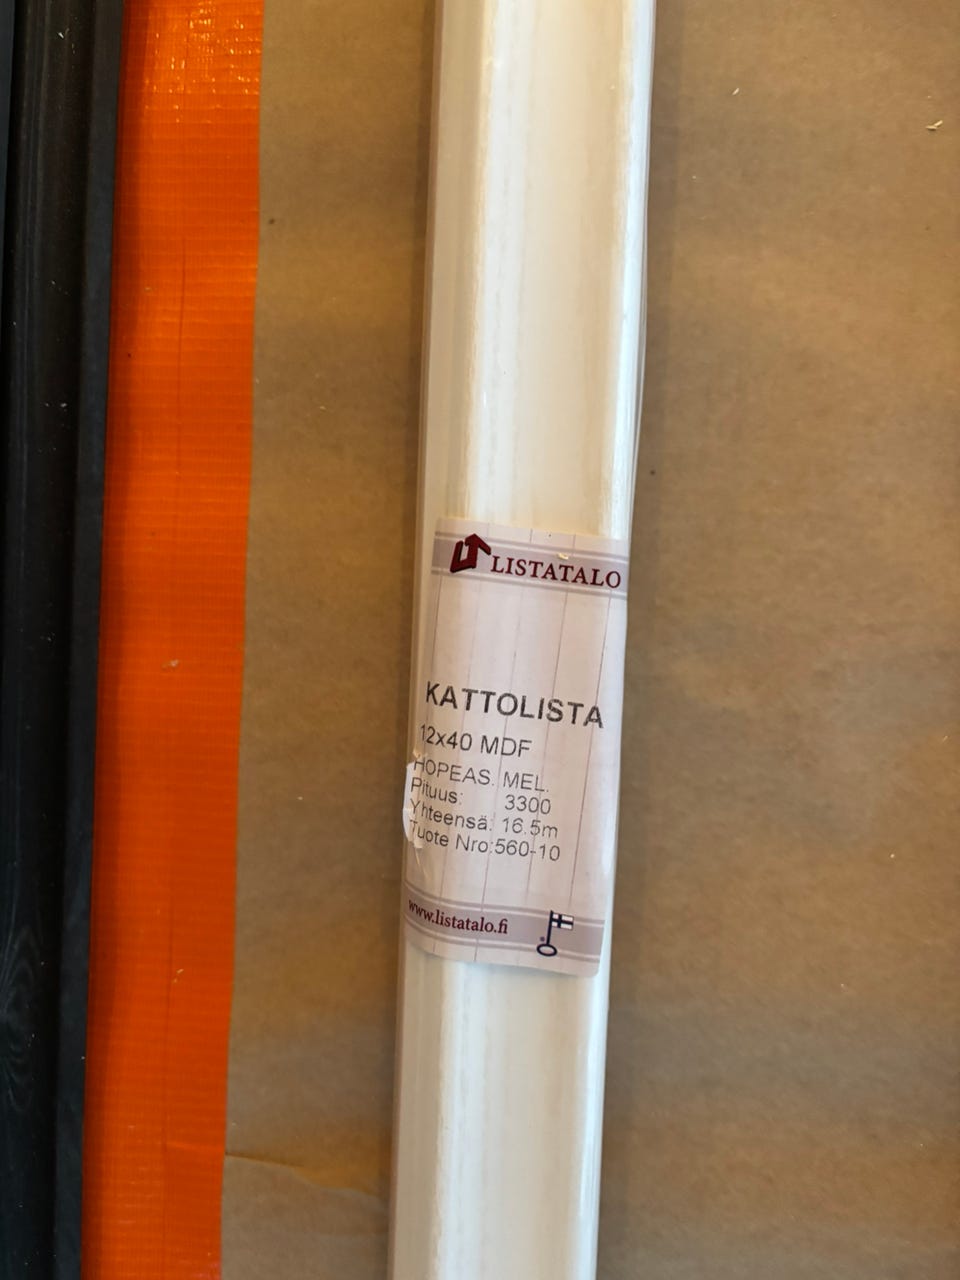 LISTATALO
KATTOLISTA
12x40 MDF
HOPEAS. MEL.
Pituus: 3300
Yhteensä: 16.5m
Tuote Nro:560-10
www.listatalo.fi